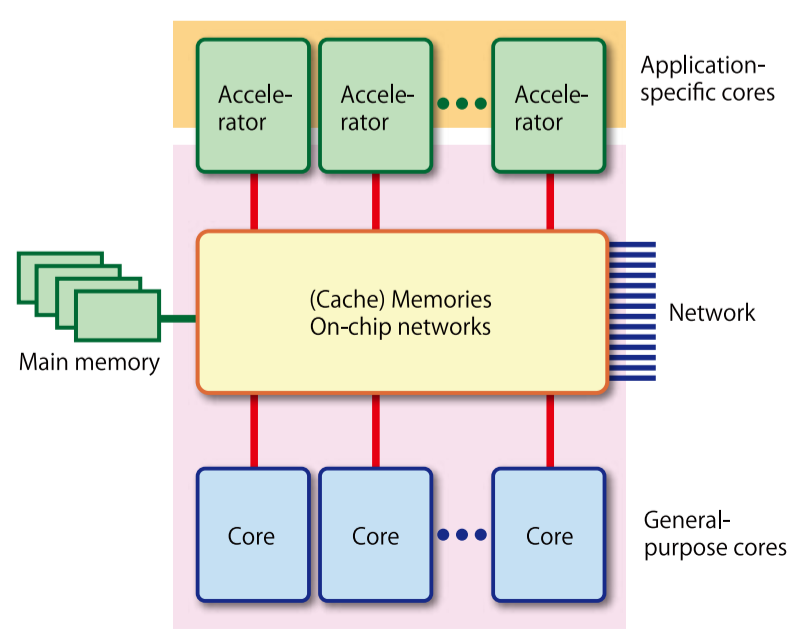 Application-
specific cores
Accele-
rator
Accele-
rator
Accele-
rator
(Cache) Memories
On-chip networks
Network
Main memory
Core
Core
Core
General-
purpose cores